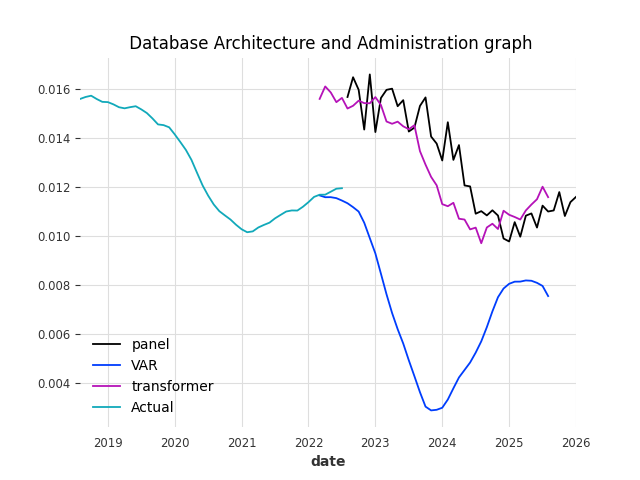 Database Architecture and Administration graph
0.016
0.014
0.012
0.010
0.008
0.006
0.004
panel
VAR
transformer
Actual
2019 2020 2021 2022 2023 2024 2025 2026
date